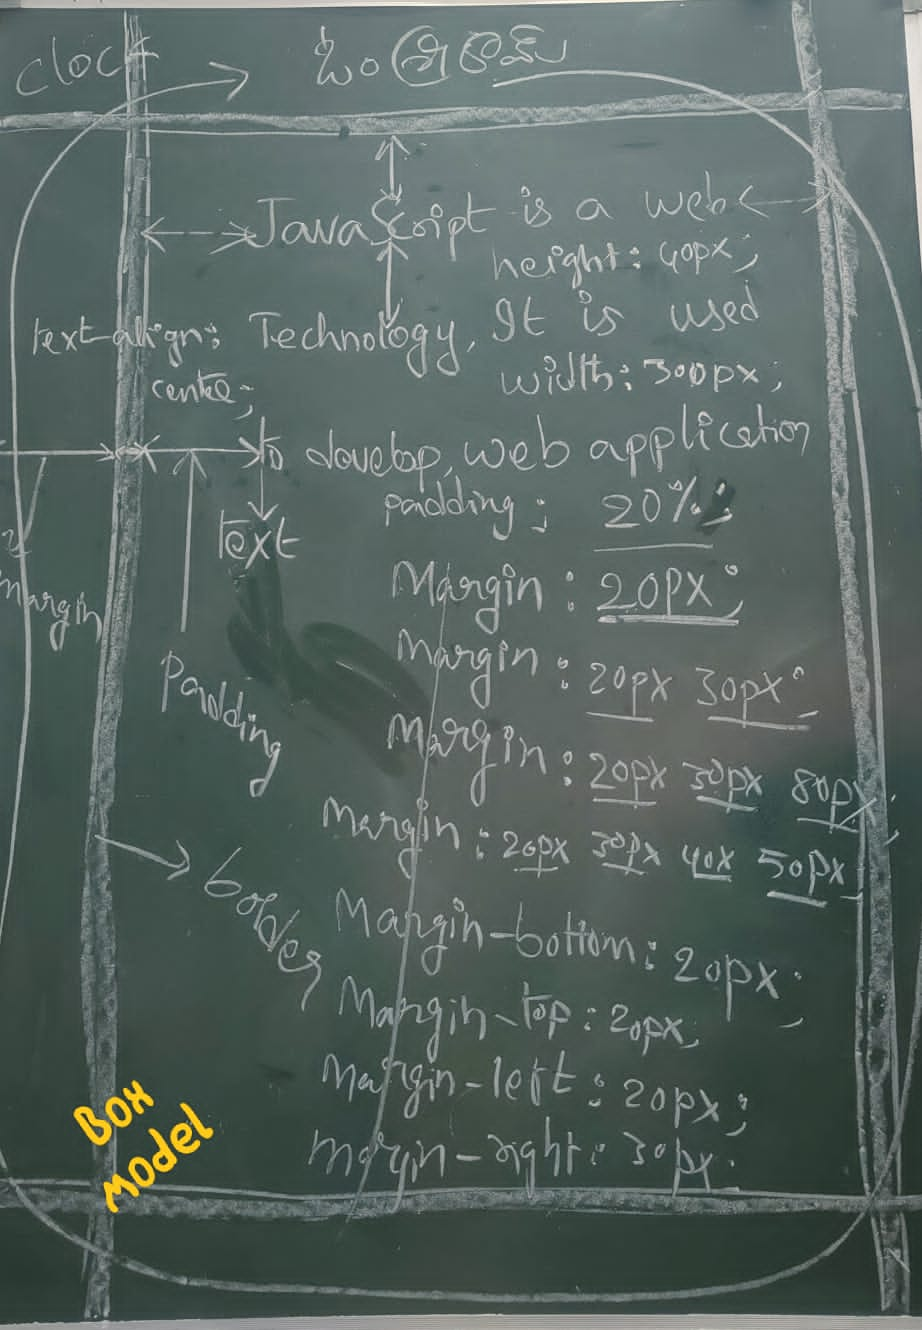 clock ఓం శ్రీరామ్
JavaScript is a web
height: 40px;
text-align: Technology, It is used
center; width: 300px;
to develop, web application
padding: 20%;
Text
Margin: 20px;
margin
Margin: 20px 30px;
Padding
Margin: 20px 30px 80px;
Margin: 20px 30px 40x 50px;
border
Margin-bottom: 20px;
Margin-top: 20px;
Margin-left: 20px;
Margin-right: 30px.
Box
Model